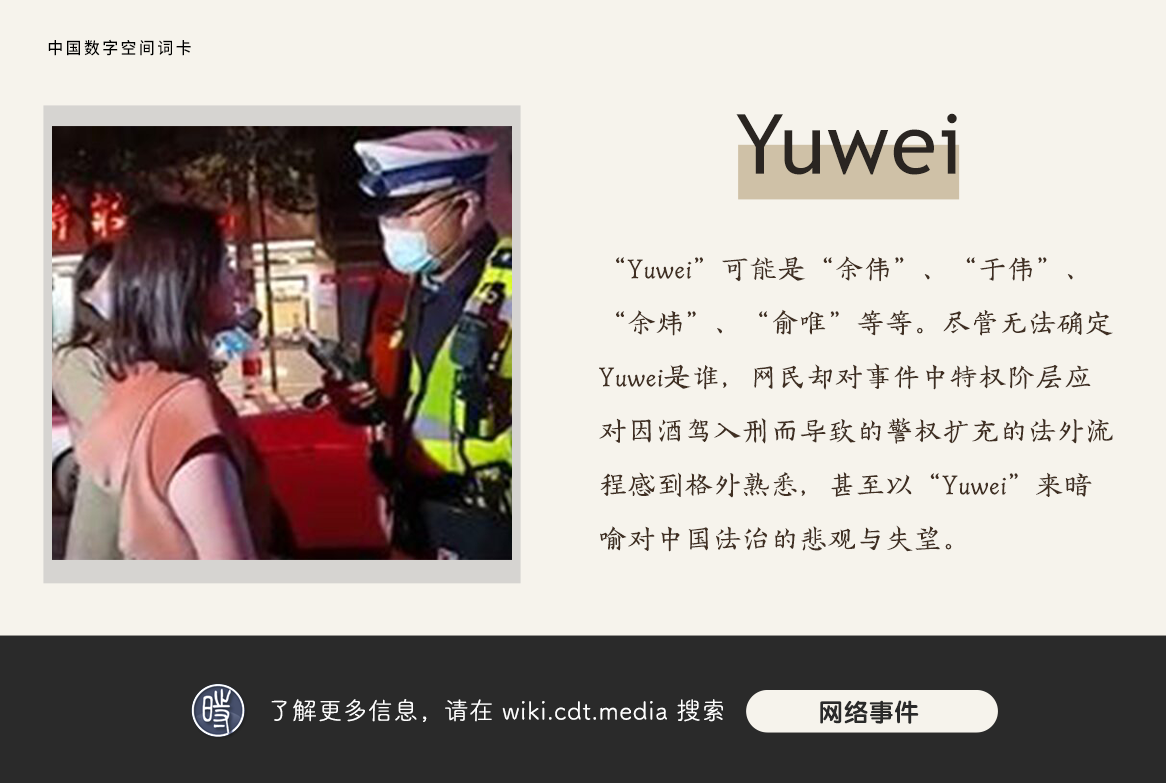 中国数字空间词卡
Yuwei
“Yuwei”可能是“余伟”、“于伟”、
“余炜”、“俞唯”等等。尽管无法确定
Yuwei是谁，网民却对事件中特权阶层应
对因酒驾入刑而导致的警权扩充的法外流
程感到格外熟悉，甚至以“Yuwei”来暗
喻对中国法治的悲观与失望。
了解更多信息，请在 wiki.cdt.media 搜索
网络事件